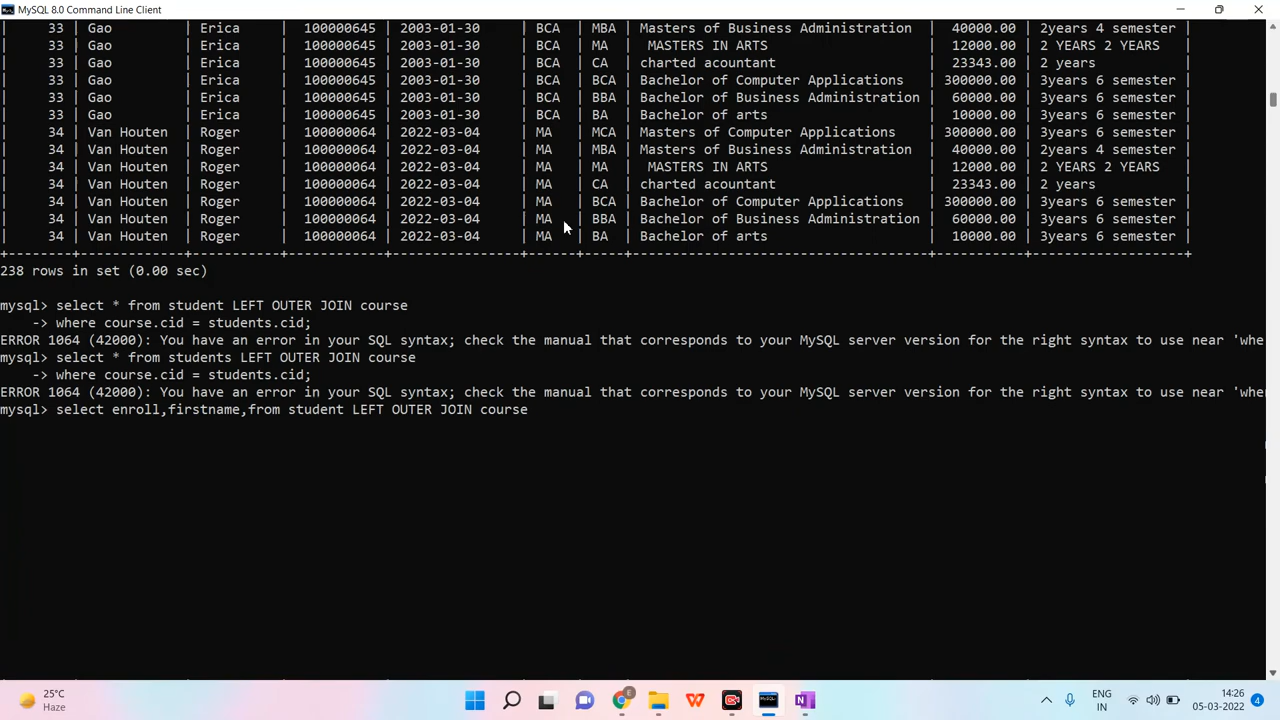 MySQL 8.0 Command Line Client
| 33 | Gao | Erica | 100000645 | 2003-01-30 | BCA | MBA | Masters of Business Administration | 40000.00 | 2years 4 semester |
| 33 | Gao | Erica | 100000645 | 2003-01-30 | BCA | MA | MASTERS IN ARTS | 12000.00 | 2 YEARS 2 YEARS |
| 33 | Gao | Erica | 100000645 | 2003-01-30 | BCA | CA | charted acountant | 23343.00 | 2 years |
| 33 | Gao | Erica | 100000645 | 2003-01-30 | BCA | BCA | Bachelor of Computer Applications | 300000.00 | 3years 6 semester |
| 33 | Gao | Erica | 100000645 | 2003-01-30 | BCA | BBA | Bachelor of Business Administration | 60000.00 | 3years 6 semester |
| 33 | Gao | Erica | 100000645 | 2003-01-30 | BCA | BA | Bachelor of arts | 10000.00 | 3years 6 semester |
| 34 | Van Houten | Roger | 100000064 | 2022-03-04 | MA | MCA | Masters of Computer Applications | 300000.00 | 3years 6 semester |
| 34 | Van Houten | Roger | 100000064 | 2022-03-04 | MA | MBA | Masters of Business Administration | 40000.00 | 2years 4 semester |
| 34 | Van Houten | Roger | 100000064 | 2022-03-04 | MA | MA | MASTERS IN ARTS | 12000.00 | 2 YEARS 2 YEARS |
| 34 | Van Houten | Roger | 100000064 | 2022-03-04 | MA | CA | charted acountant | 23343.00 | 2 years |
| 34 | Van Houten | Roger | 100000064 | 2022-03-04 | MA | BCA | Bachelor of Computer Applications | 300000.00 | 3years 6 semester |
| 34 | Van Houten | Roger | 100000064 | 2022-03-04 | MA | BBA | Bachelor of Business Administration | 60000.00 | 3years 6 semester |
| 34 | Van Houten | Roger | 100000064 | 2022-03-04 | MA | BA | Bachelor of arts | 10000.00 | 3years 6 semester |
238 rows in set (0.00 sec)
mysql> select * from student LEFT OUTER JOIN course
-> where course.cid = students.cid;
ERROR 1064 (42000): You have an error in your SQL syntax; check the manual that corresponds to your MySQL server version for the right syntax to use near 'whe
mysql> select * from students LEFT OUTER JOIN course
-> where course.cid = students.cid;
ERROR 1064 (42000): You have an error in your SQL syntax; check the manual that corresponds to your MySQL server version for the right syntax to use near 'whe
mysql> select enroll,firstname,from student LEFT OUTER JOIN course
25°C
Haze
ENG
IN
14:26
05-03-2022
4